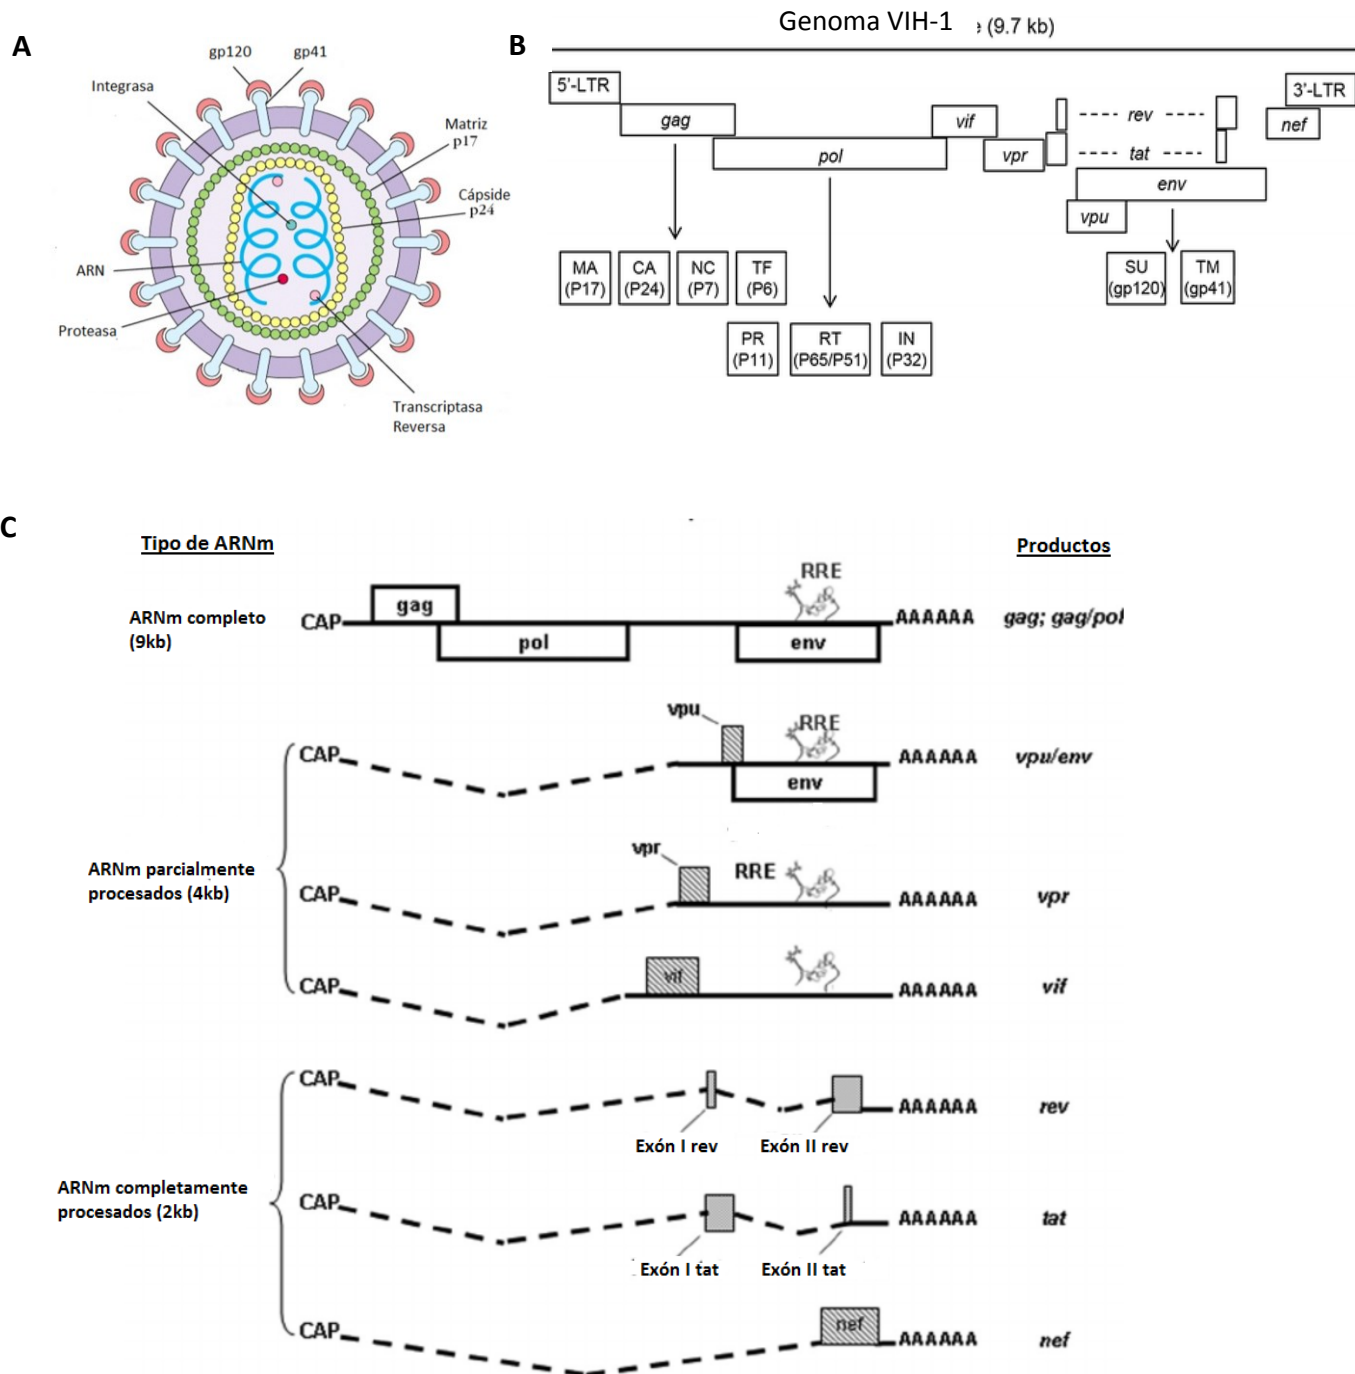 A
gp120
gp41
Integrasa
Matriz
p17
Cápside
p24
ARN
Proteasa
Transcriptasa
Reversa
B
Genoma VIH-1
(9.7 kb)
5'-LTR
3'-LTR
gag
vif
rev
nef
pol
vpr
tat
env
vpu
MA
(P17)
CA
(P24)
NC
(P7)
TF
(P6)
SU
(gp120)
TM
(gp41)
PR
(P11)
RT
(P65/P51)
IN
(P32)
C
Tipo de ARNm
Productos
ARNm completo
(9kb)
CAP
gag
pol
RRE
env
AAAAAA
gag; gag/pol
ARNm parcialmente
procesados (4kb)
CAP
vpu
RRE
env
AAAAAA
vpu/env
CAP
vpr
RRE
AAAAAA
vpr
CAP
vif
AAAAAA
vif
ARNm completamente
procesados (2kb)
CAP
Exón I rev
Exón II rev
AAAAAA
rev
CAP
Exón I tat
Exón II tat
AAAAAA
tat
CAP
nef
AAAAAA
nef